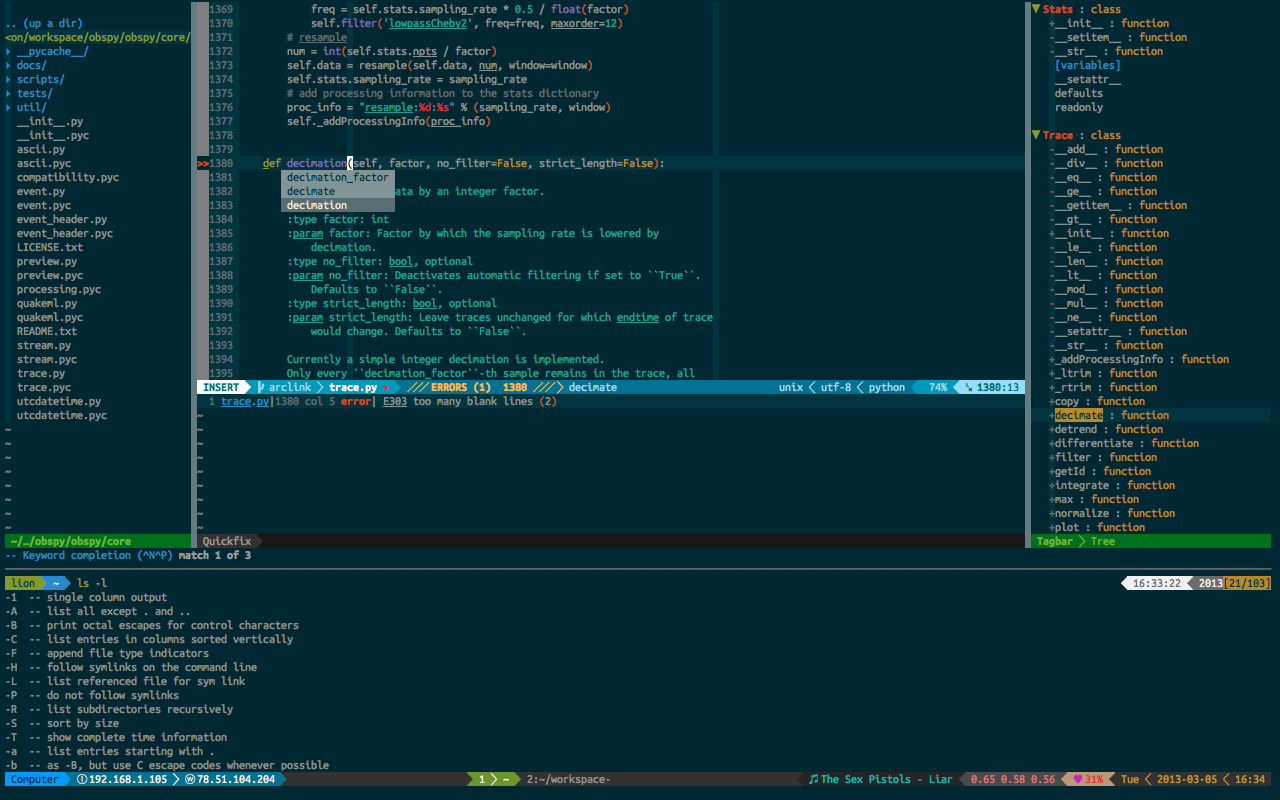 .. (up a dir)
<on/workspace/obspy/obspy/core/
▸ __pycache__/
▸ docs/
▸ scripts/
▸ tests/
▸ util/
__init__.py
__init__.pyc
ascii.py
ascii.pyc
compatibility.pyc
event.py
event.pyc
event_header.py
event_header.pyc
LICENSE.txt
preview.py
preview.pyc
processing.pyc
quakeml.py
quakeml.pyc
README.txt
stream.py
stream.pyc
trace.py
trace.pyc
utcdatetime.py
utcdatetime.pyc
~
~
~
~
~
~
~
~
~/…/obspy/obspy/core
1369 freq = self.stats.sampling_rate * 0.5 / float(factor)
1370 self.filter('lowpassCheby2', freq=freq, maxorder=12)
1371 # resample
1372 num = int(self.stats.npts / factor)
1373 self.data = resample(self.data, num, window=window)
1374 self.stats.sampling_rate = sampling_rate
1375 # add processing information to the stats dictionary
1376 proc_info = "resample:%d:%s" % (sampling_rate, window)
1377 self._addProcessingInfo(proc_info)
1378
1379
>>1380 def decimation(self, factor, no_filter=False, strict_length=False):
1381 decimation_factor
1382 decimate ata by an integer factor.
1383 decimation
1384 :type factor: int
1385 :param factor: Factor by which the sampling rate is lowered by
1386 decimation.
1387 :type no_filter: bool, optional
1388 :param no_filter: Deactivates automatic filtering if set to ``True``.
1389 Defaults to ``False``.
1390 :type strict_length: bool, optional
1391 :param strict_length: Leave traces unchanged for which endtime of trace
1392 would change. Defaults to ``False``.
1393
1394 Currently a simple integer decimation is implemented.
1395 Only every ``decimation_factor``-th sample remains in the trace, all
INSERT arclink trace.py + /// ERRORS (1) 1380 /// decimate unix utf-8 python 74% 1380:13
1 trace.py|1380 col 5 error| E303 too many blank lines (2)
~
~
~
~
~
~
~
~
~
Quickfix
▼ Stats : class
+__init__ : function
-__setitem__ : function
-__str__ : function
[variables]
__setattr__
defaults
readonly
▼ Trace : class
-__add__ : function
-__div__ : function
-__eq__ : function
-__ge__ : function
-__getitem__ : function
-__gt__ : function
+__init__ : function
-__le__ : function
-__len__ : function
-__lt__ : function
-__mod__ : function
-__mul__ : function
-__ne__ : function
-__setattr__ : function
-__str__ : function
+_addProcessingInfo : function
+_ltrim : function
+_rtrim : function
+copy : function
+decimate : function
+detrend : function
+differentiate : function
+filter : function
+getId : function
+integrate : function
+max : function
+normalize : function
+plot : function
Tagbar Tree
-- Keyword completion (^N^P) match 1 of 3
lion ~ ls -l 16:33:22 2013[21/103]
-1 -- single column output
-A -- list all except . and ..
-B -- print octal escapes for control characters
-C -- list entries in columns sorted vertically
-F -- append file type indicators
-H -- follow symlinks on the command line
-L -- list referenced file for sym link
-P -- do not follow symlinks
-R -- list subdirectories recursively
-S -- sort by size
-T -- show complete time information
-a -- list entries starting with .
-b -- as -B, but use C escape codes whenever possible
Computer Ⓘ192.168.1.105 ⓦ78.51.104.204 1 ~ 2:~/workspace- ♫The Sex Pistols - Liar 0.65 0.58 0.56 ♥31% Tue 2013-03-05 16:34